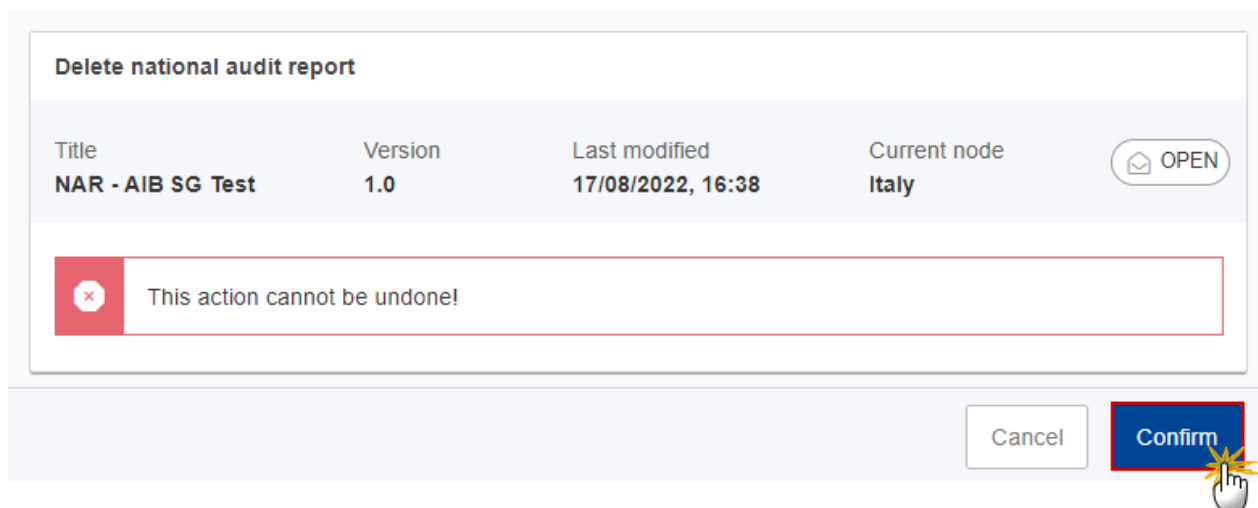 Delete national audit report
Title Version Last modified Current node
OPEN
NAR - AIB SG Test 1.0 17/08/2022, 16:38 Italy
This action cannot be undone!
Cancel Confirm